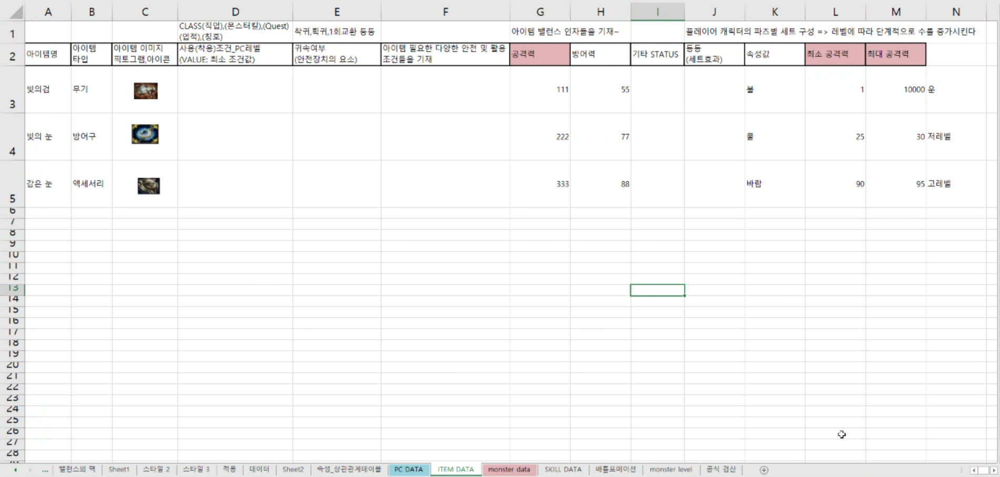 A B C D E F G H I J K L M N
1
CLASS(직업),(몬스터킬),(Quest)
(업적),(칭호)
착귀,획귀,1회교환 등등
아이템 밸런스 인자들을 기재~
플레이어 캐릭터의 파츠별 세트 구성 => 레벨에 따라 단계적으로 수를 증가시킨다
2
아이템명
아이템
타입
아이템 이미지
픽토그램,아이콘
사용(착용)조건_PC레벨
(VALUE: 최소 조건값)
귀속여부
(안전장치의 요소)
아이템 필요한 다양한 안전 및 활용
조건들을 기재
공격력
방어력
기타 STATUS
등등
(세트효과)
속성값
최소 공격력
최대 공격력
3 빛의검 무기 111 55 불 1 10000 운
4 빛의 눈 방어구 222 77 물 25 30 저레벨
5 감은 눈 액세서리 333 88 바람 90 95 고레벨
6
7
8
9
10
11
12
13
14
15
16
17
18
19
20
21
22
23
24
25
26
27
28
... 밸런스의 맥 Sheet1 스타일 2 스타일 3 적용 데이터 Sheet2 속성_상관관계테이블 PC DATA ITEM DATA monster data SKILL DATA 배틀포메이션 monster level 공식 검산